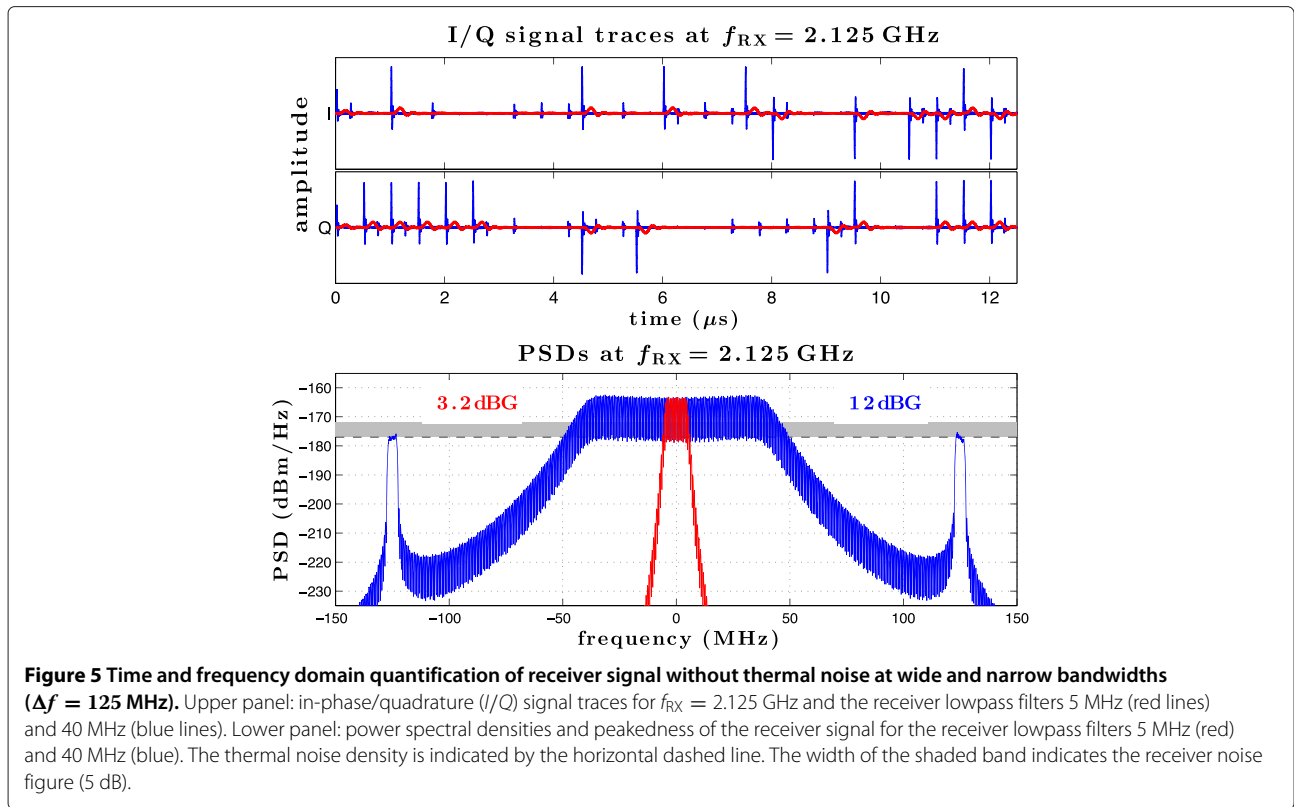 I/Q signal traces at f_RX = 2.125 GHz
amplitude
I
Q
0 2 4 6 8 10 12
time (μs)
PSDs at f_RX = 2.125 GHz
PSD (dBm/Hz)
−160
−170
−180
−190
−200
−210
−220
−230
3.2dBG
12dBG
−150 −100 −50 0 50 100 150
frequency (MHz)
Figure 5 Time and frequency domain quantification of receiver signal without thermal noise at wide and narrow bandwidths
(Δf = 125 MHz). Upper panel: in-phase/quadrature (I/Q) signal traces for f_RX = 2.125 GHz and the receiver lowpass filters 5 MHz (red lines)
and 40 MHz (blue lines). Lower panel: power spectral densities and peakedness of the receiver signal for the receiver lowpass filters 5 MHz (red)
and 40 MHz (blue). The thermal noise density is indicated by the horizontal dashed line. The width of the shaded band indicates the receiver noise
figure (5 dB).